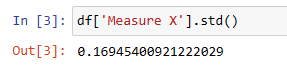 In [3]: df['Measure X'].std()
Out[3]: 0.16945400921222029